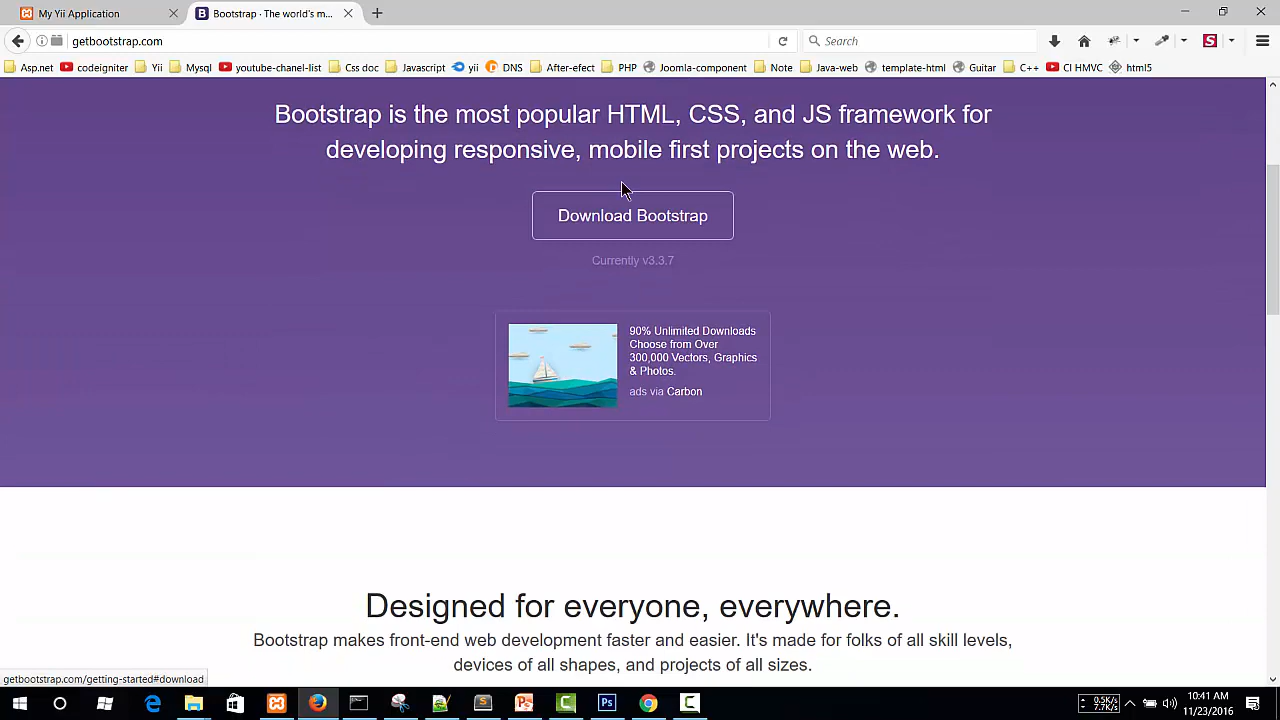 My Yii Application
Bootstrap · The world's m...
getbootstrap.com
Search
Asp.net codeigniter Yii Mysql youtube-chanel-list Css doc Javascript yii DNS After-efect PHP Joomla-component Note Java-web template-html Guitar C++ CI HMVC html5
Bootstrap is the most popular HTML, CSS, and JS framework for
developing responsive, mobile first projects on the web.
Download Bootstrap
Currently v3.3.7
90% Unlimited Downloads
Choose from Over
300,000 Vectors, Graphics
& Photos.
ads via Carbon
Designed for everyone, everywhere.
Bootstrap makes front-end web development faster and easier. It's made for folks of all skill levels,
devices of all shapes, and projects of all sizes.
getbootstrap.com/getting-started#download
0.5K/s
7.7K/s
10:41 AM
11/23/2016